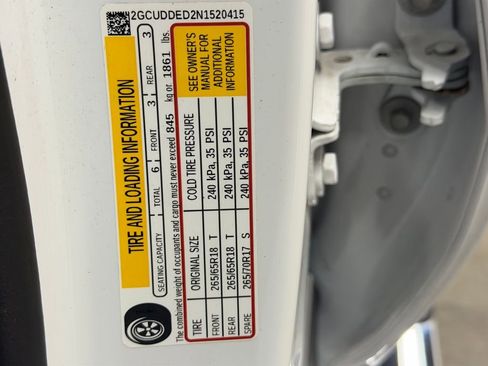 2GCUDDED2N1520415
TIRE AND LOADING INFORMATION
SEATING CAPACITY TOTAL 6 FRONT 3 REAR 3
The combined weight of occupants and cargo must never exceed 845 kg or 1861 lbs.
TIRE ORIGINAL SIZE COLD TIRE PRESSURE
FRONT 265/65R18 T 240 kPa, 35 PSI
REAR 265/65R18 T 240 kPa, 35 PSI
SPARE 265/70R17 S 240 kPa, 35 PSI
SEE OWNER'S
MANUAL FOR
ADDITIONAL
INFORMATION